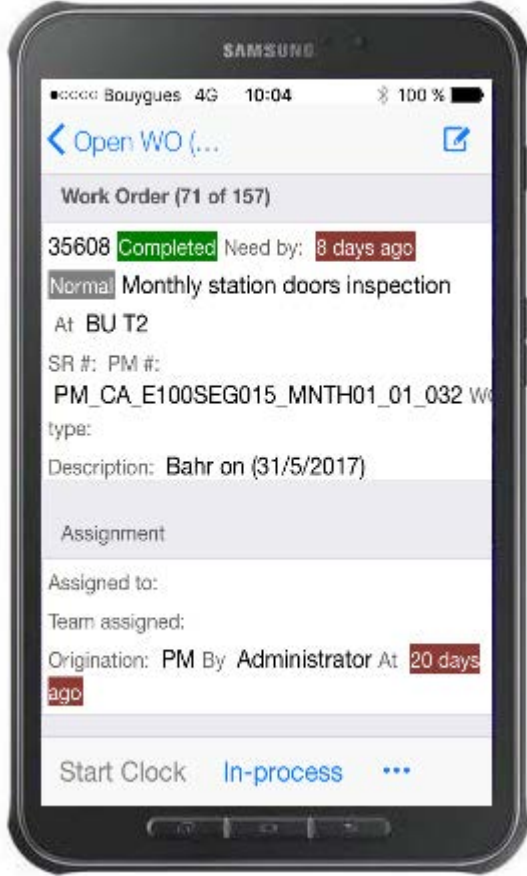 SAMSUNG
Bouygues 4G 10:04 100 %
Open WO (...
Work Order (71 of 157)
35608 Completed Need by: 8 days ago
Normal Monthly station doors inspection
At BU T2
SR #: PM #:
PM_CA_E100SEG015_MNTH01_01_032 WO
type:
Description: Bahr on (31/5/2017)
Assignment
Assigned to:
Team assigned:
Origination: PM By Administrator At 20 days
ago
Start Clock In-process •••